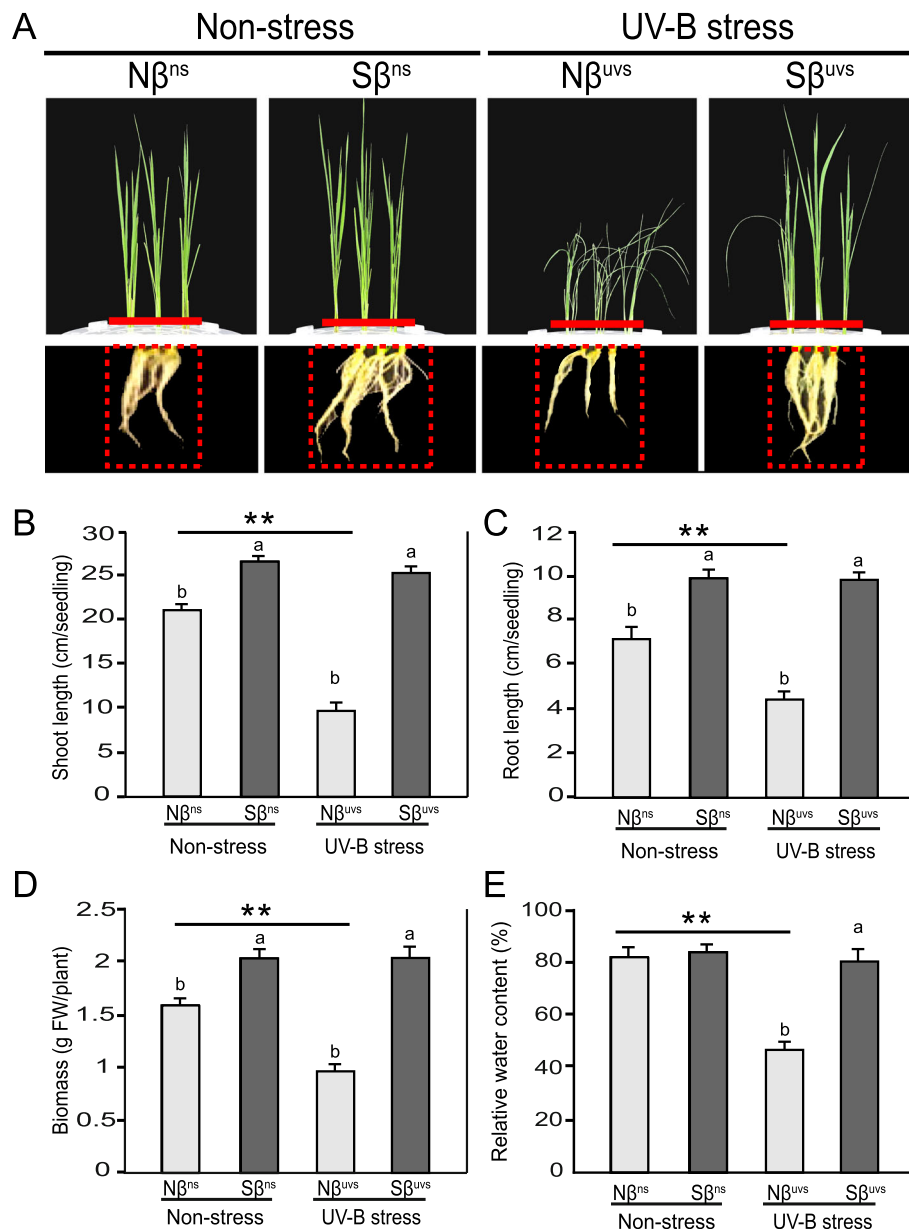 A
Non-stress UV-B stress
Nβⁿˢ Sβⁿˢ Nβᵘᵛˢ Sβᵘᵛˢ
B
Shoot length (cm/seedling)
30
25
20
15
10
5
0
**
b a b a
Nβⁿˢ Sβⁿˢ Nβᵘᵛˢ Sβᵘᵛˢ
Non-stress UV-B stress
C
Root length (cm/seedling)
12
10
8
6
4
2
0
**
b a b a
Nβⁿˢ Sβⁿˢ Nβᵘᵛˢ Sβᵘᵛˢ
Non-stress UV-B stress
D
Biomass (g FW/plant)
2.5
2
1.5
1
0.5
0
**
b a b a
Nβⁿˢ Sβⁿˢ Nβᵘᵛˢ Sβᵘᵛˢ
Non-stress UV-B stress
E
Relative water content (%)
100
80
60
40
20
0
**
b a
Nβⁿˢ Sβⁿˢ Nβᵘᵛˢ Sβᵘᵛˢ
Non-stress UV-B stress